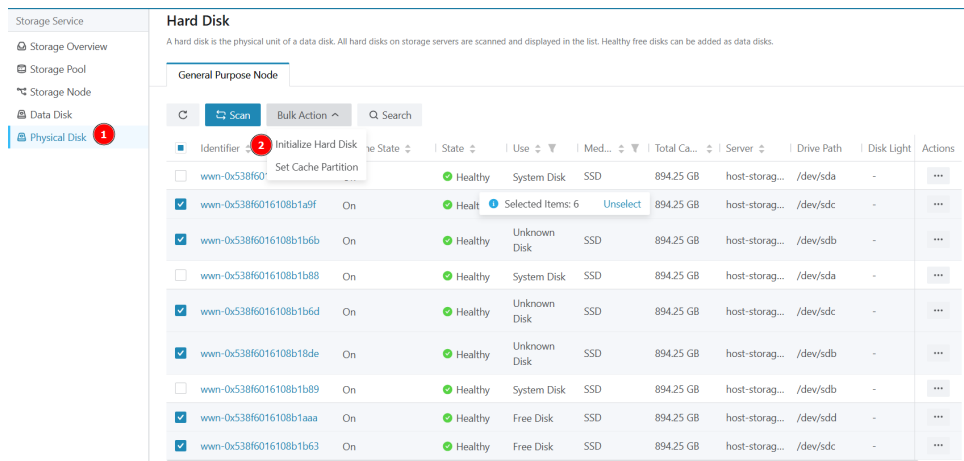 Storage Service
Storage Overview
Storage Pool
Storage Node
Data Disk
Physical Disk 1
Hard Disk
A hard disk is the physical unit of a data disk. All hard disks on storage servers are scanned and displayed in the list. Healthy free disks can be added as data disks.
General Purpose Node
Scan Bulk Action Search
2 Initialize Hard Disk
Set Cache Partition
Identifier he State State Use Med... Total Ca... Server Drive Path Disk Light Actions
wwn-0x538f60 Healthy System Disk SSD 894.25 GB host-storag... /dev/sda - ...
wwn-0x538f6016108b1a9f On Healt 894.25 GB host-storag... /dev/sdc - ...
Selected Items: 6 Unselect
wwn-0x538f6016108b1b6b On Healthy Unknown Disk SSD 894.25 GB host-storag... /dev/sdb - ...
wwn-0x538f6016108b1b88 On Healthy System Disk SSD 894.25 GB host-storag... /dev/sda - ...
wwn-0x538f6016108b1b6d On Healthy Unknown Disk SSD 894.25 GB host-storag... /dev/sdc - ...
wwn-0x538f6016108b18de On Healthy Unknown Disk SSD 894.25 GB host-storag... /dev/sdb - ...
wwn-0x538f6016108b1b89 On Healthy System Disk SSD 894.25 GB host-storag... /dev/sdb - ...
wwn-0x538f6016108b1aaa On Healthy Free Disk SSD 894.25 GB host-storag... /dev/sdd - ...
wwn-0x538f6016108b1b63 On Healthy Free Disk SSD 894.25 GB host-storag... /dev/sdc - ...